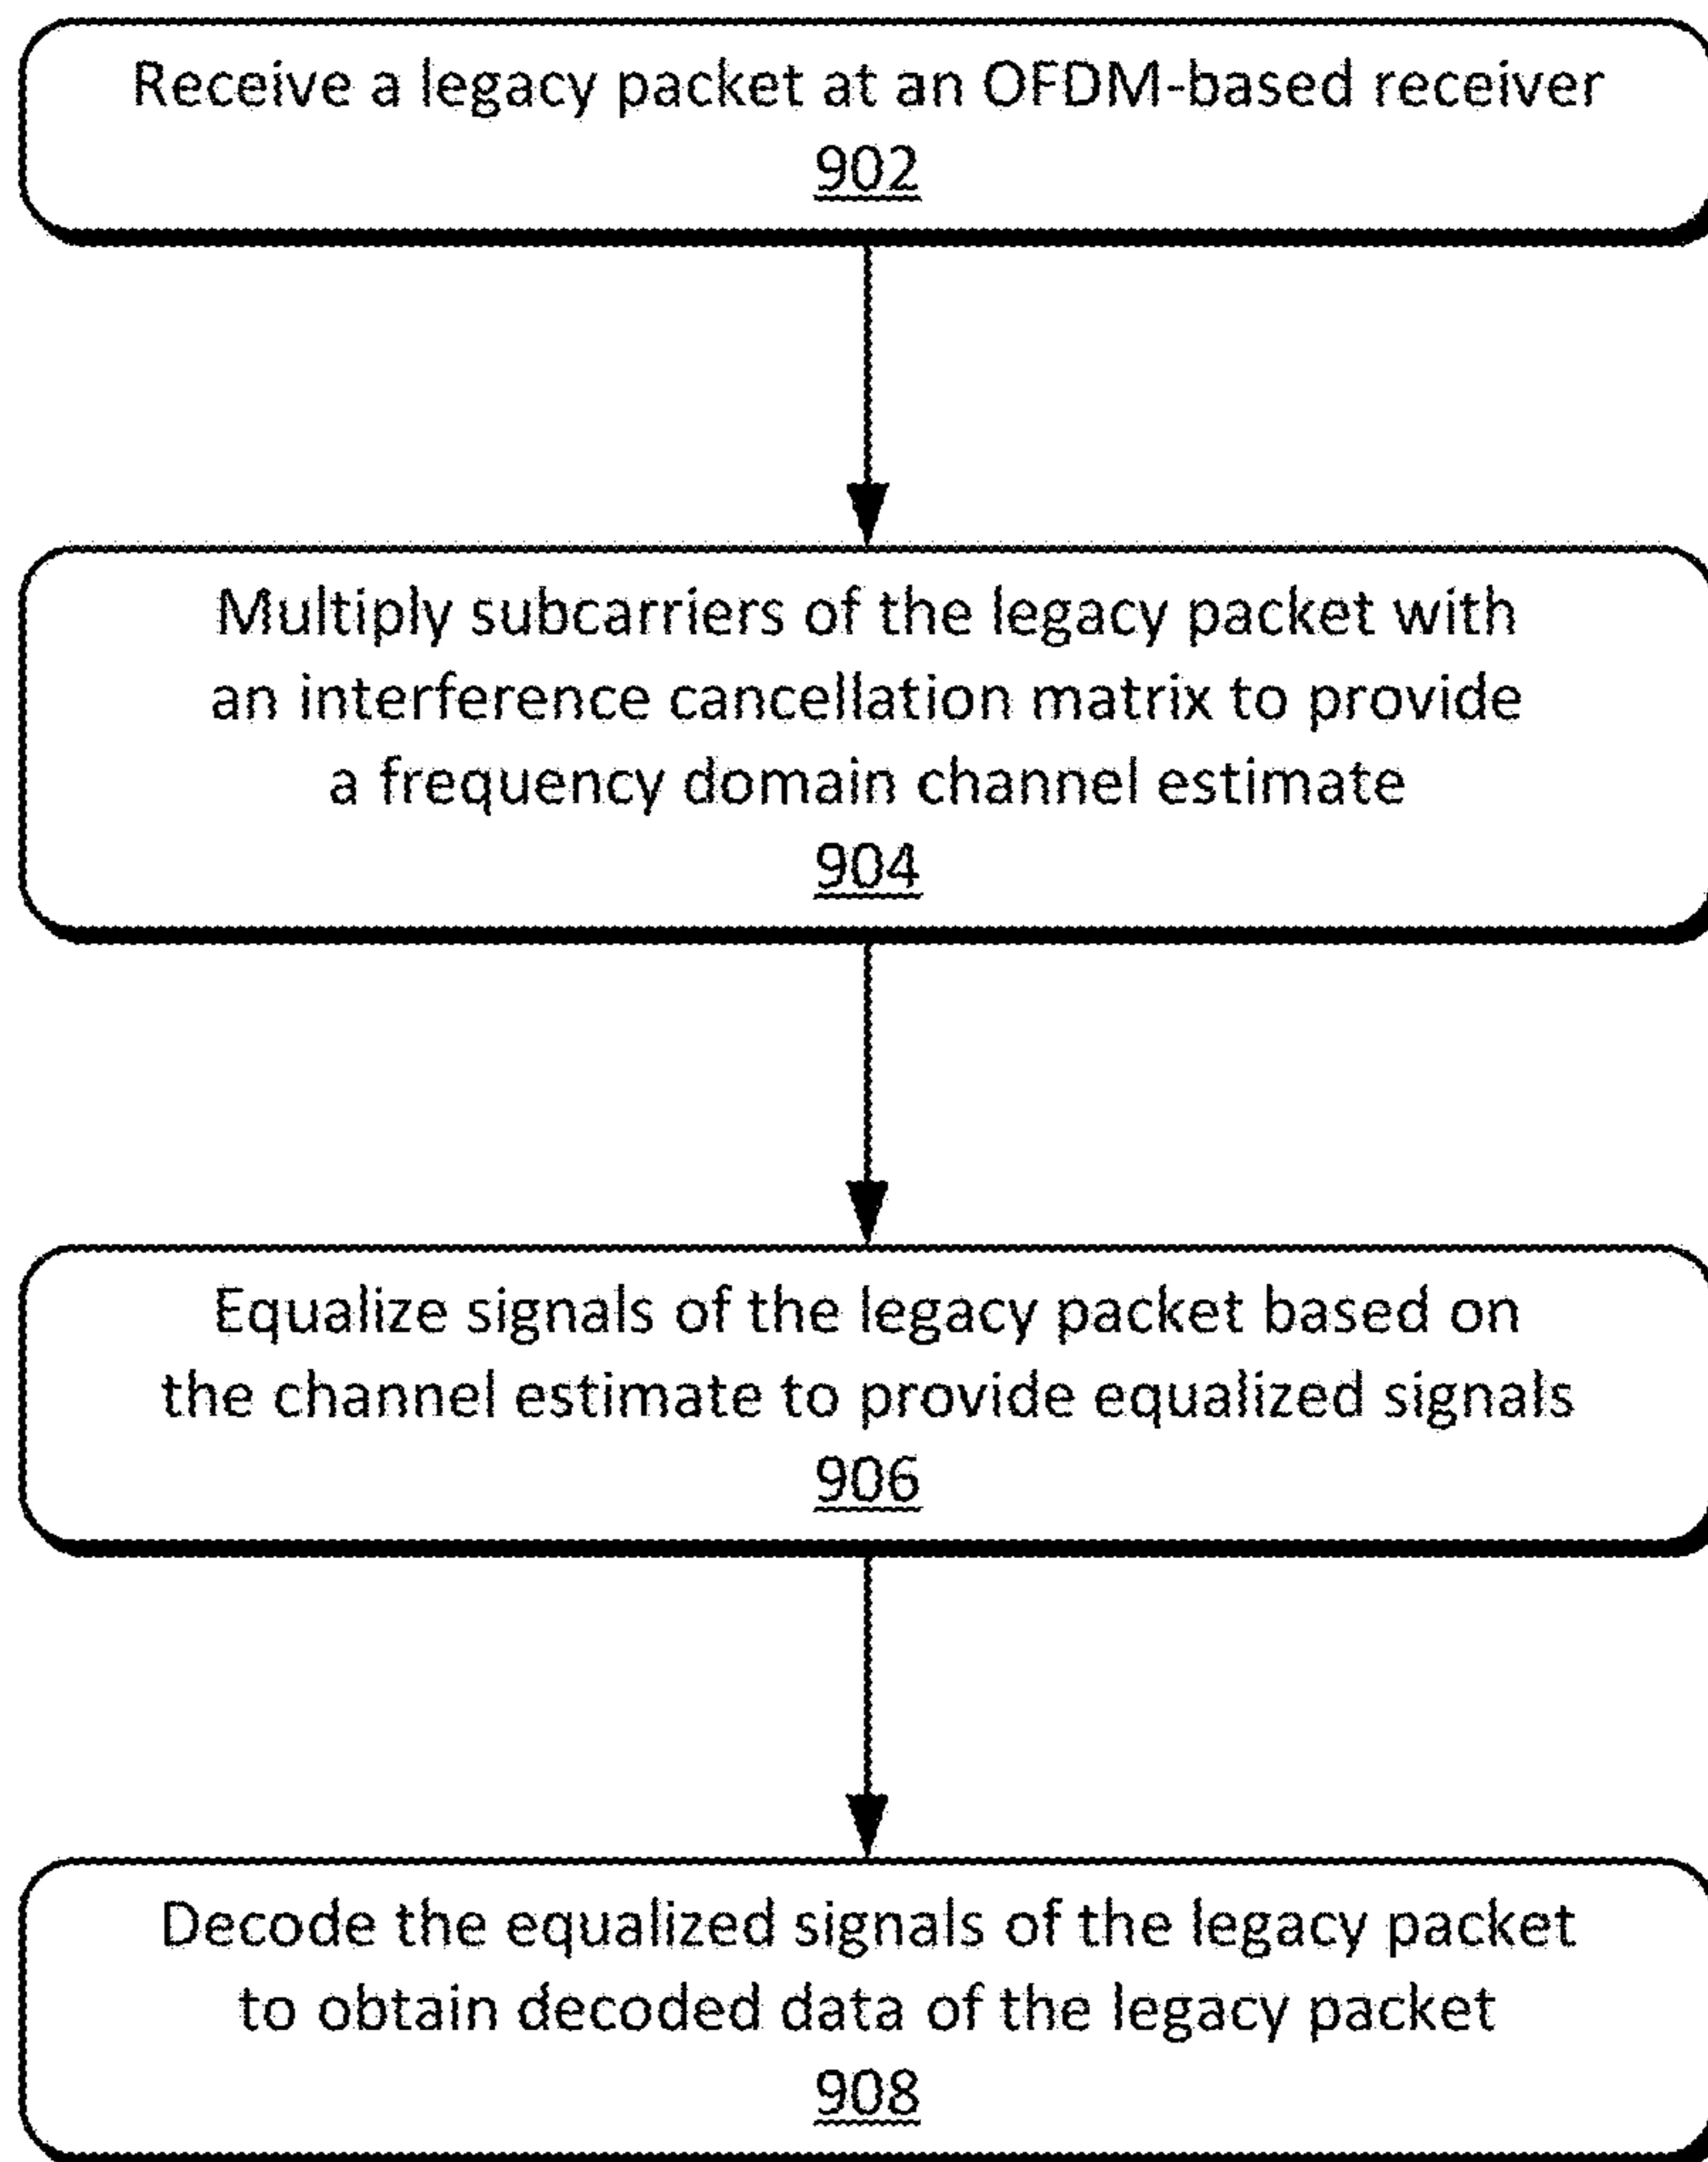 Receive a legacy packet at an OFDM-based receiver
902
Multiply subcarriers of the legacy packet with
an interference cancellation matrix to provide
a frequency domain channel estimate
904
Equalize signals of the legacy packet based on
the channel estimate to provide equalized signals
906
Decode the equalized signals of the legacy packet
to obtain decoded data of the legacy packet
908